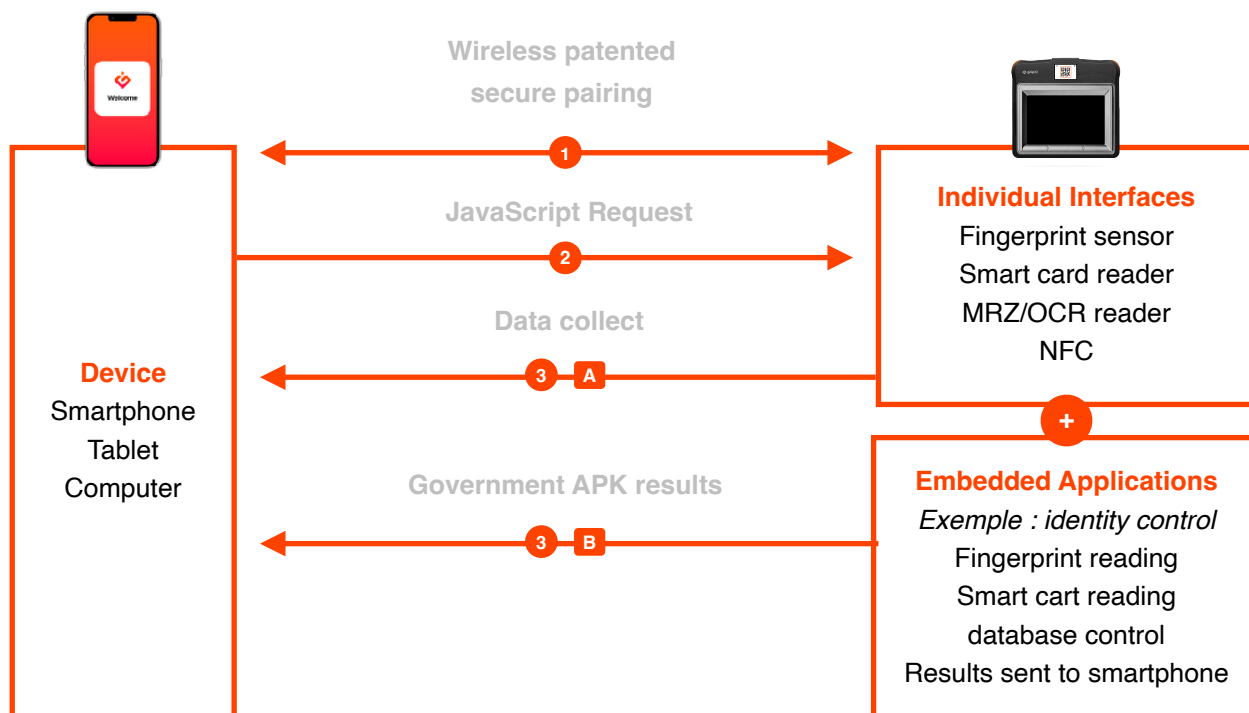 Welcome
Wireless patented
secure pairing
1
JavaScript Request
2
Data collect
3 A
Government APK results
3 B
Device
Smartphone
Tablet
Computer
Individual Interfaces
Fingerprint sensor
Smart card reader
MRZ/OCR reader
NFC
+
Embedded Applications
Exemple : identity control
Fingerprint reading
Smart cart reading
database control
Results sent to smartphone